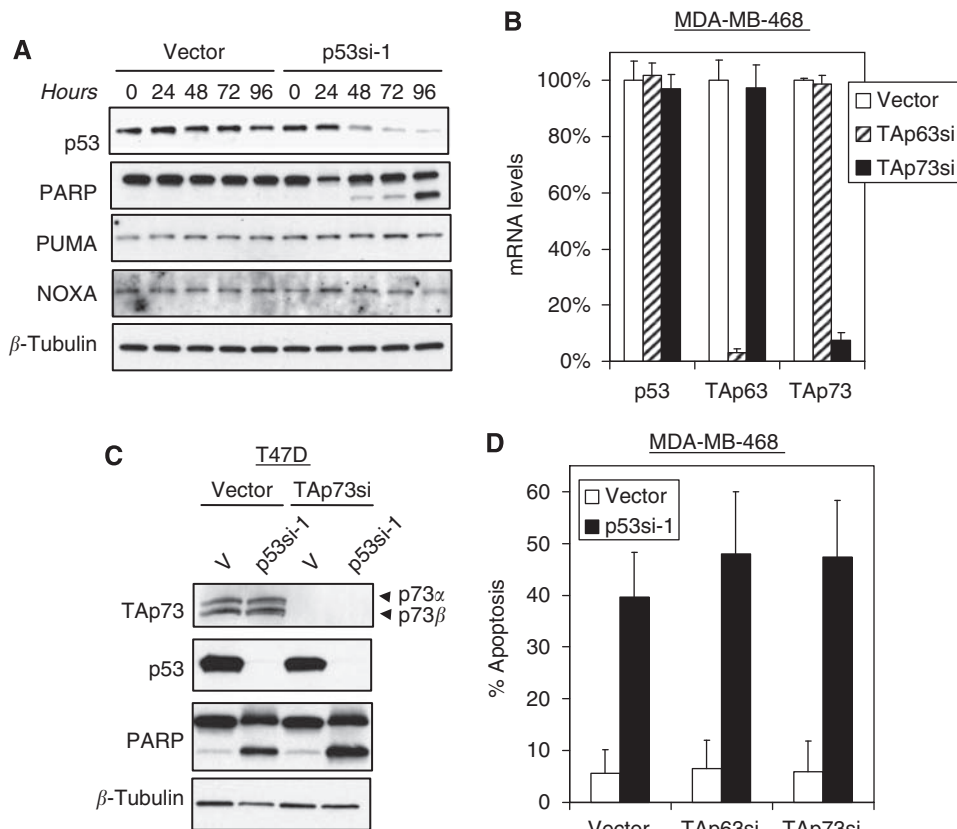 A
Vector p53si-1
Hours 0 24 48 72 96 0 24 48 72 96
p53
PARP
PUMA
NOXA
β-Tubulin
B
MDA-MB-468
mRNA levels
100%
80%
60%
40%
20%
0%
p53 TAp63 TAp73
Vector
TAp63si
TAp73si
C
T47D
Vector TAp73si
V p53si-1 V p53si-1
TAp73
p73α
p73β
p53
PARP
β-Tubulin
D
MDA-MB-468
% Apoptosis
60
50
40
30
20
10
0
Vector
p53si-1
Vector TAp63si TAp73si